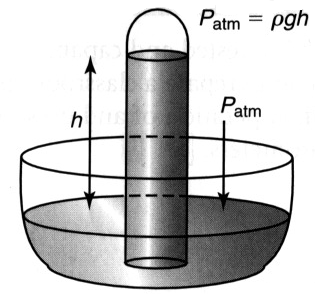 P_atm = ρgh
h
P_atm